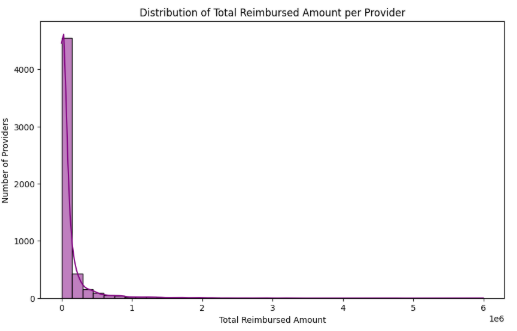 Distribution of Total Reimbursed Amount per Provider
Number of Providers
4000
3000
2000
1000
0
0 1 2 3 4 5 6
1e6
Total Reimbursed Amount